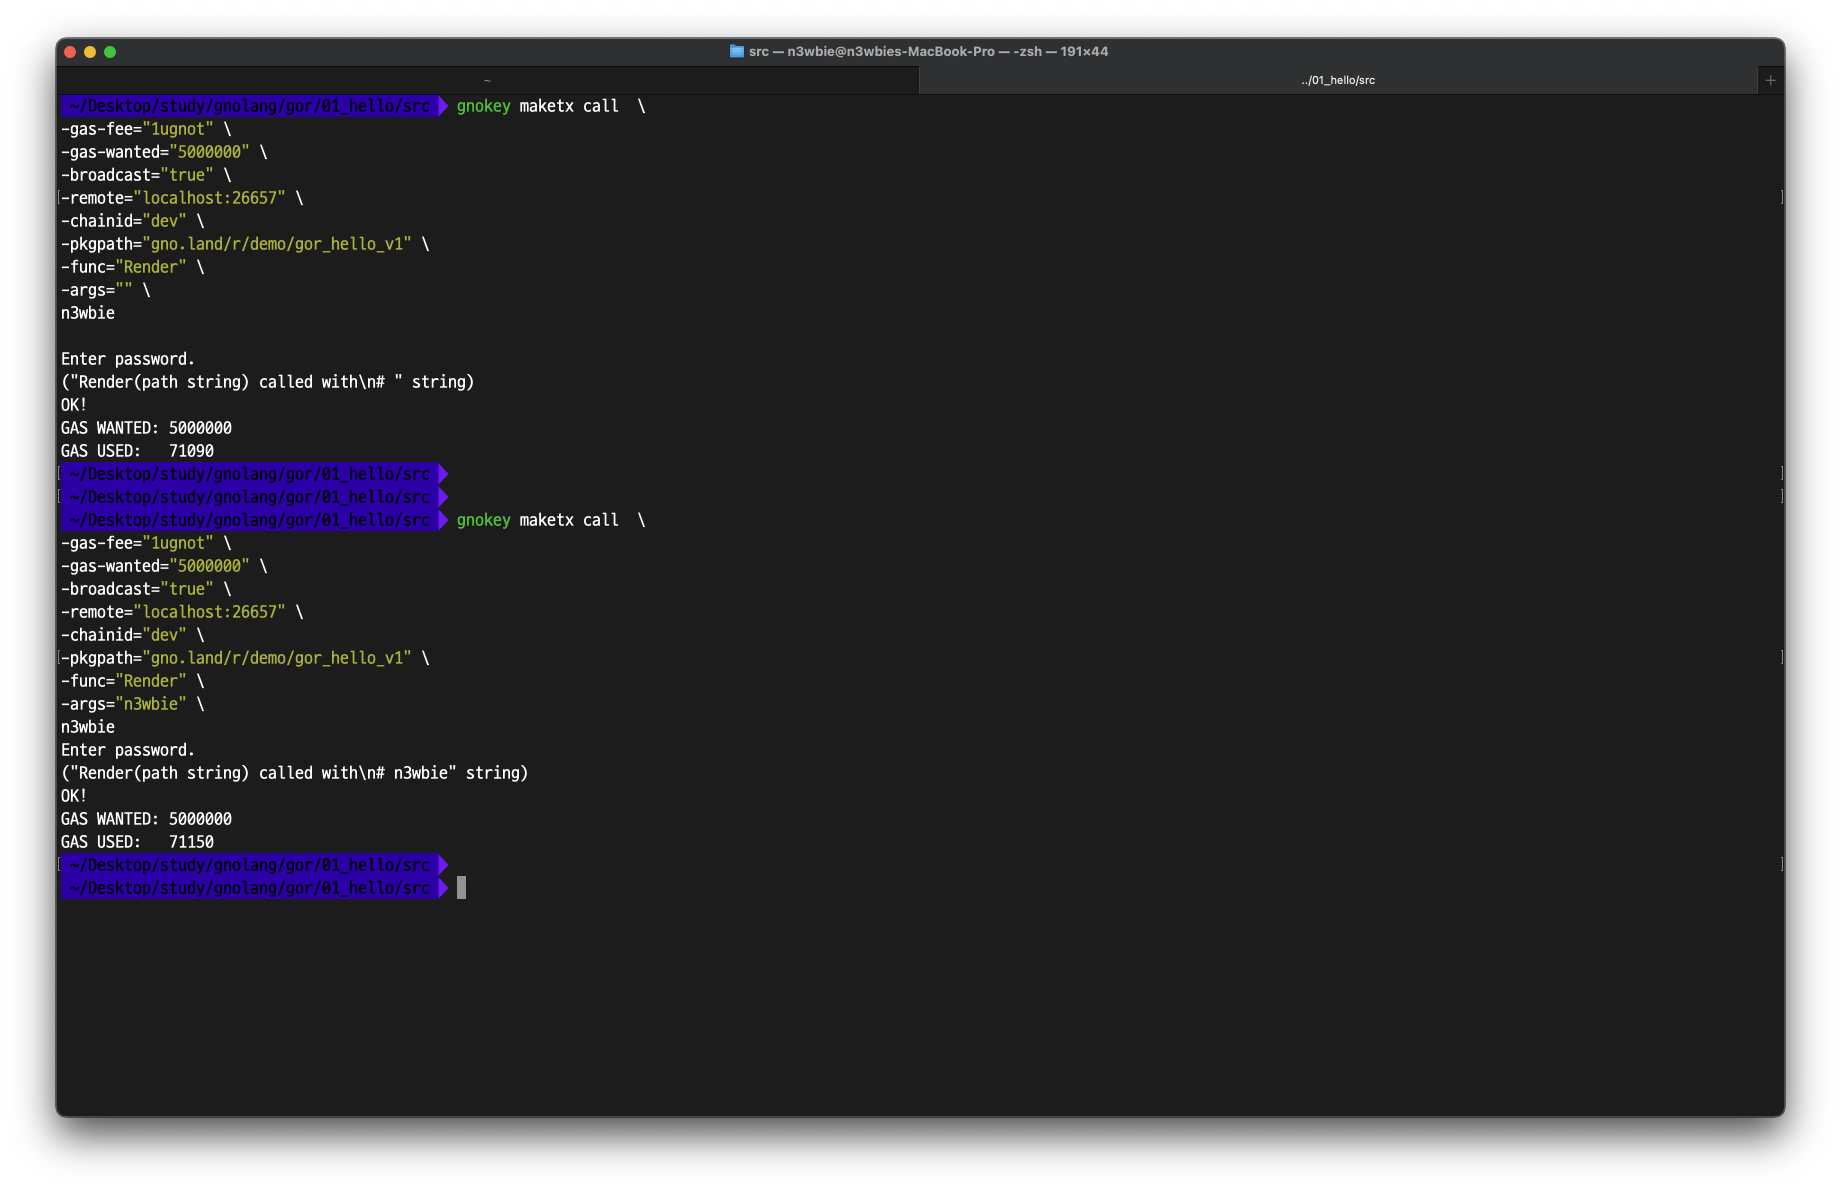 src — n3wbie@n3wbies-MacBook-Pro — -zsh — 191×44
~ ../01_hello/src +
~/Desktop/study/gnolang/gor/01_hello/src gnokey maketx call  \
-gas-fee="1ugnot" \
-gas-wanted="5000000" \
-broadcast="true" \
-remote="localhost:26657" \
-chainid="dev" \
-pkgpath="gno.land/r/demo/gor_hello_v1" \
-func="Render" \
-args="" \
n3wbie
Enter password.
("Render(path string) called with\n# " string)
OK!
GAS WANTED: 5000000
GAS USED:   71090
~/Desktop/study/gnolang/gor/01_hello/src
~/Desktop/study/gnolang/gor/01_hello/src
~/Desktop/study/gnolang/gor/01_hello/src gnokey maketx call  \
-gas-fee="1ugnot" \
-gas-wanted="5000000" \
-broadcast="true" \
-remote="localhost:26657" \
-chainid="dev" \
-pkgpath="gno.land/r/demo/gor_hello_v1" \
-func="Render" \
-args="n3wbie" \
n3wbie
Enter password.
("Render(path string) called with\n# n3wbie" string)
OK!
GAS WANTED: 5000000
GAS USED:   71150
~/Desktop/study/gnolang/gor/01_hello/src
~/Desktop/study/gnolang/gor/01_hello/src